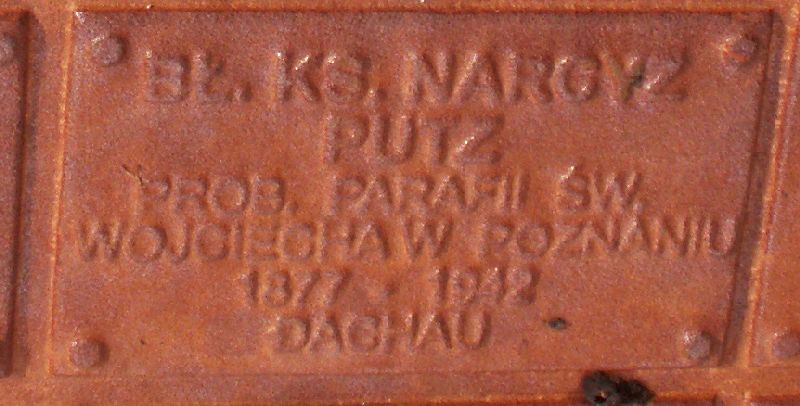 BŁ. KS. NARCYZ
PUTZ
PROB. PARAFII ŚW.
WOJCIECHA W POZNANIU
1877 - 1942
DACHAU